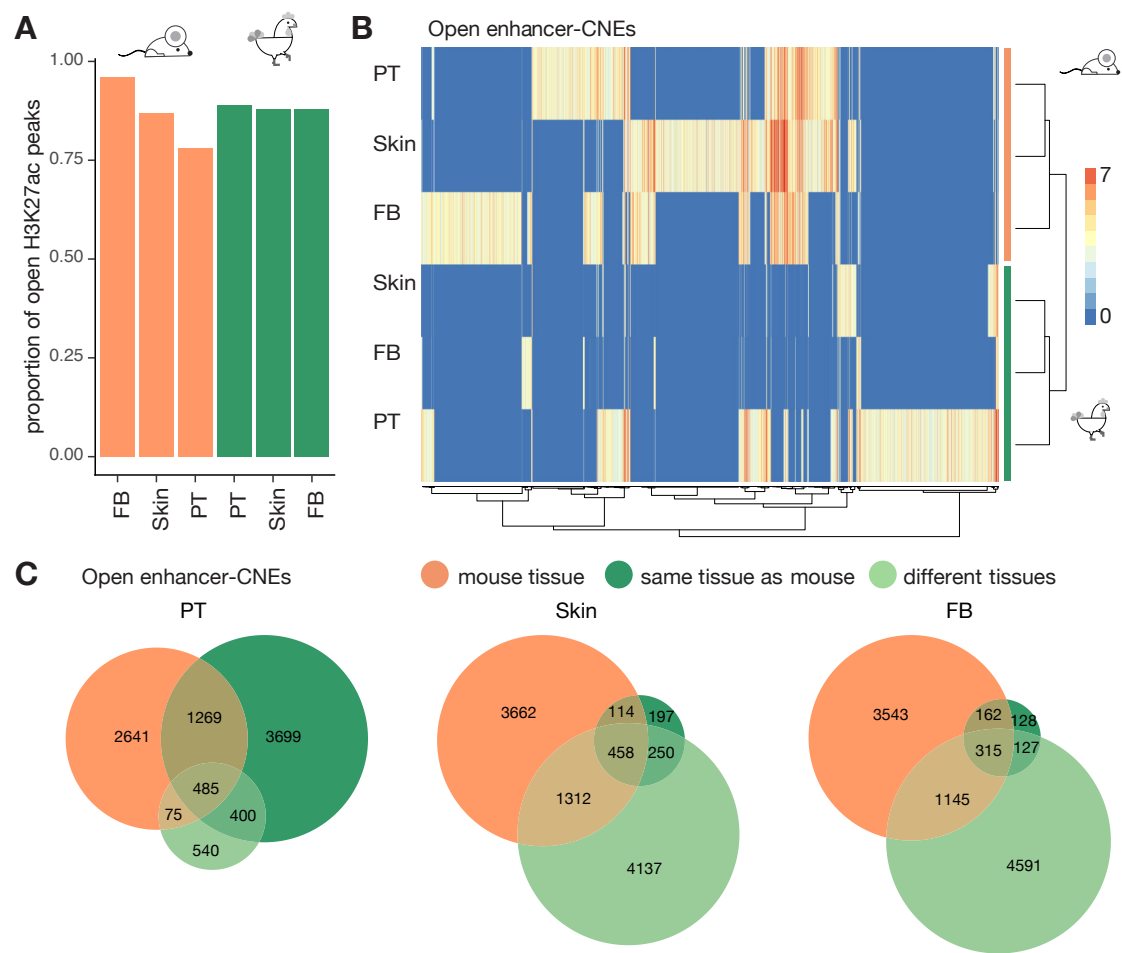 A
proportion of open H3K27ac peaks
1.00
0.75
0.50
0.25
0.00
FB
Skin
PT
PT
Skin
FB
B
Open enhancer-CNEs
PT
Skin
FB
Skin
FB
PT
7
0
C
Open enhancer-CNEs
mouse tissue
same tissue as mouse
different tissues
PT
2641
1269
3699
485
75
400
540
Skin
3662
114
197
458
250
1312
4137
FB
3543
162
128
315
127
1145
4591